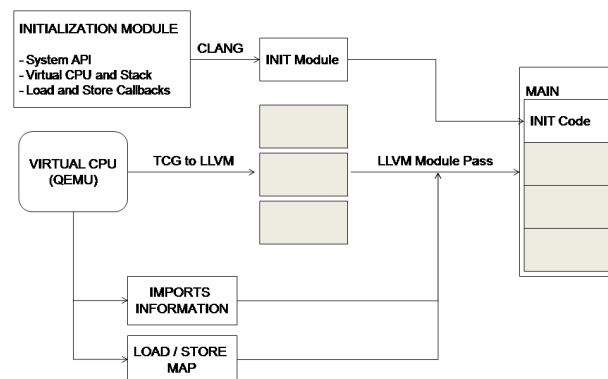 INITIALIZATION MODULE
- System API
- Virtual CPU and Stack
- Load and Store Callbacks
CLANG
INIT Module
MAIN
INIT Code
VIRTUAL CPU
(QEMU)
TCG to LLVM
LLVM Module Pass
IMPORTS
INFORMATION
LOAD / STORE
MAP